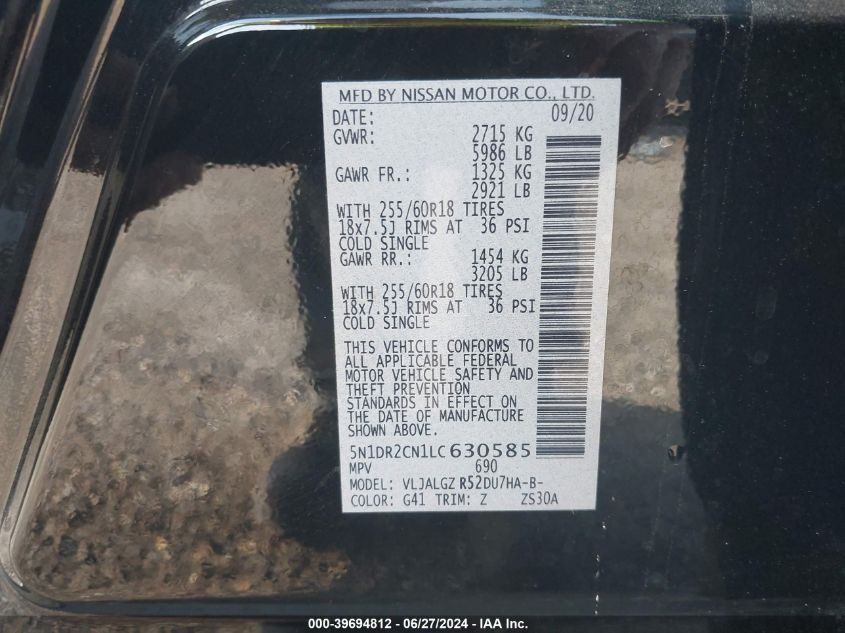 MFD BY NISSAN MOTOR CO., LTD.
DATE: 09/20
GVWR: 2715 KG
5986 LB
GAWR FR.: 1325 KG
2921 LB
WITH 255/60R18 TIRES
18x7.5J RIMS AT 36 PSI
COLD SINGLE
GAWR RR.: 1454 KG
3205 LB
WITH 255/60R18 TIRES
18x7.5J RIMS AT 36 PSI
COLD SINGLE
THIS VEHICLE CONFORMS TO
ALL APPLICABLE FEDERAL
MOTOR VEHICLE SAFETY AND
THEFT PREVENTION
STANDARDS IN EFFECT ON
THE DATE OF MANUFACTURE
SHOWN ABOVE.
5N1DR2CN1LC630585
MPV 690
MODEL: VLJALGZ R52DU7HA-B-
COLOR: G41 TRIM: Z ZS30A
000-39694812 - 06/27/2024 - IAA Inc.